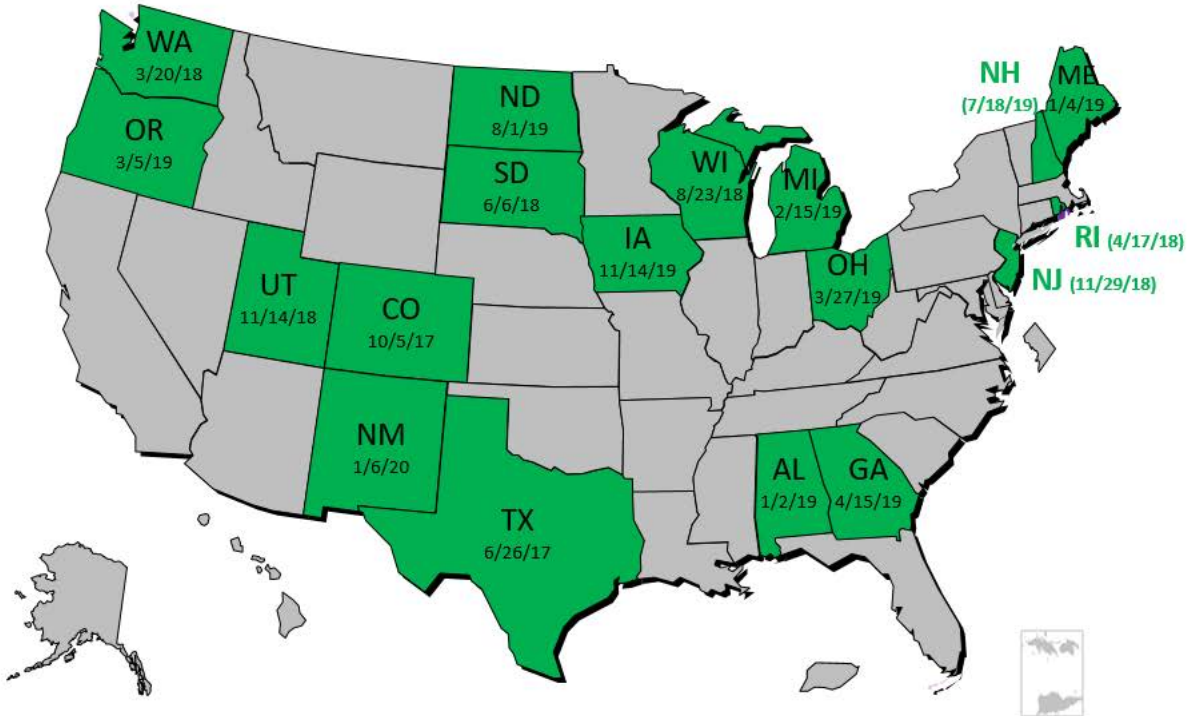 WA
3/20/18
OR
3/5/19
ND
8/1/19
SD
6/6/18
WI
8/23/18
MI
2/15/19
NH
(7/18/19)
ME
1/4/19
RI (4/17/18)
NJ (11/29/18)
IA
11/14/19
OH
3/27/19
UT
11/14/18
CO
10/5/17
NM
1/6/20
TX
6/26/17
AL
1/2/19
GA
4/15/19